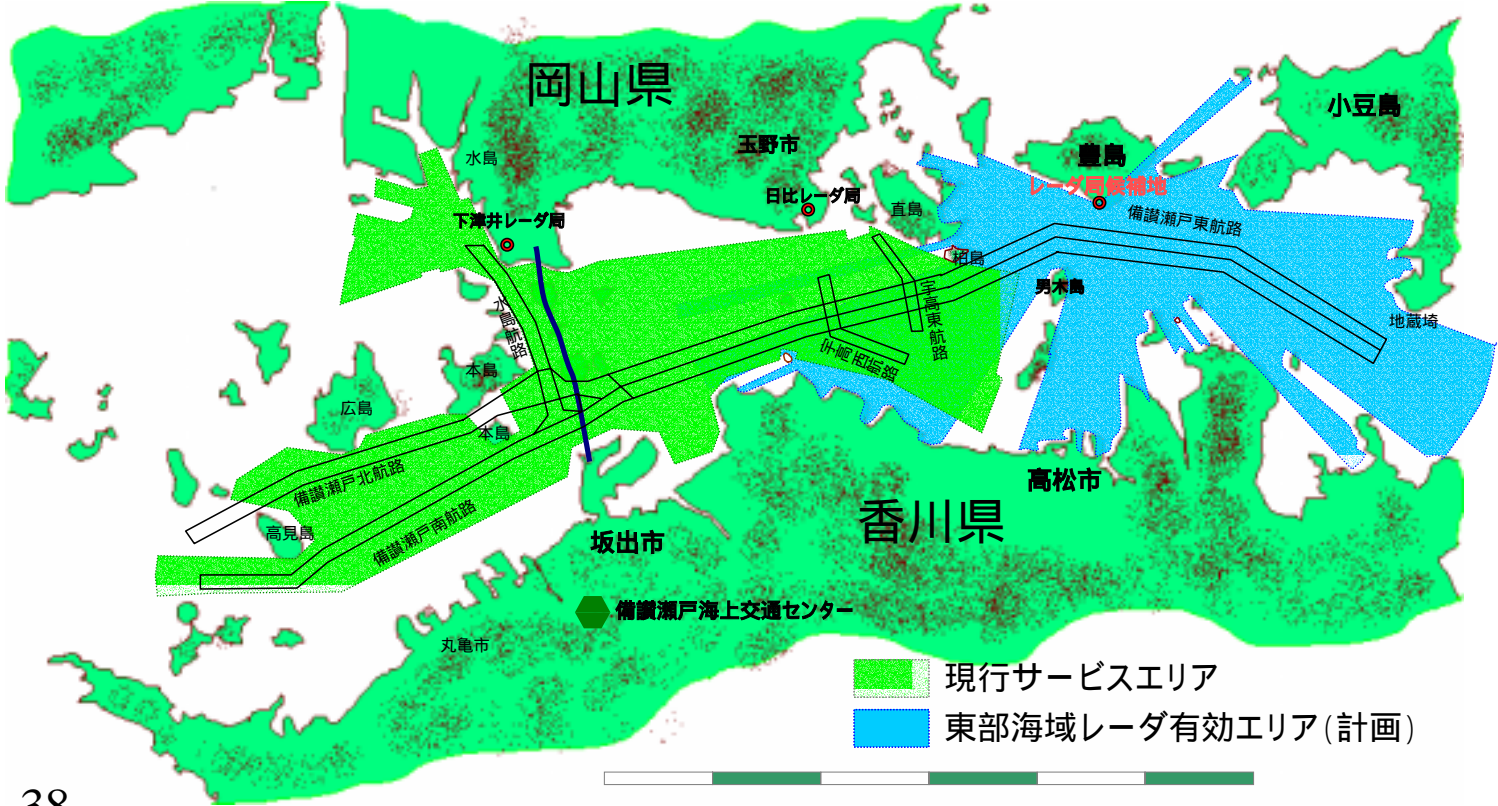 岡山県
小豆島
玉野市
豊島
水島
レーダ局候補地
日比レーダ局
直島
下津井レーダ局
備讃瀬戸東航路
柏島
男木島
水島航路
宇高東航路
地蔵埼
宇高西航路
本島
広島
本島
備讃瀬戸北航路
高松市
備讃瀬戸南航路
香川県
高見島
坂出市
備讃瀬戸海上交通センター
丸亀市
現行サービスエリア
東部海域レーダ有効エリア(計画)
38